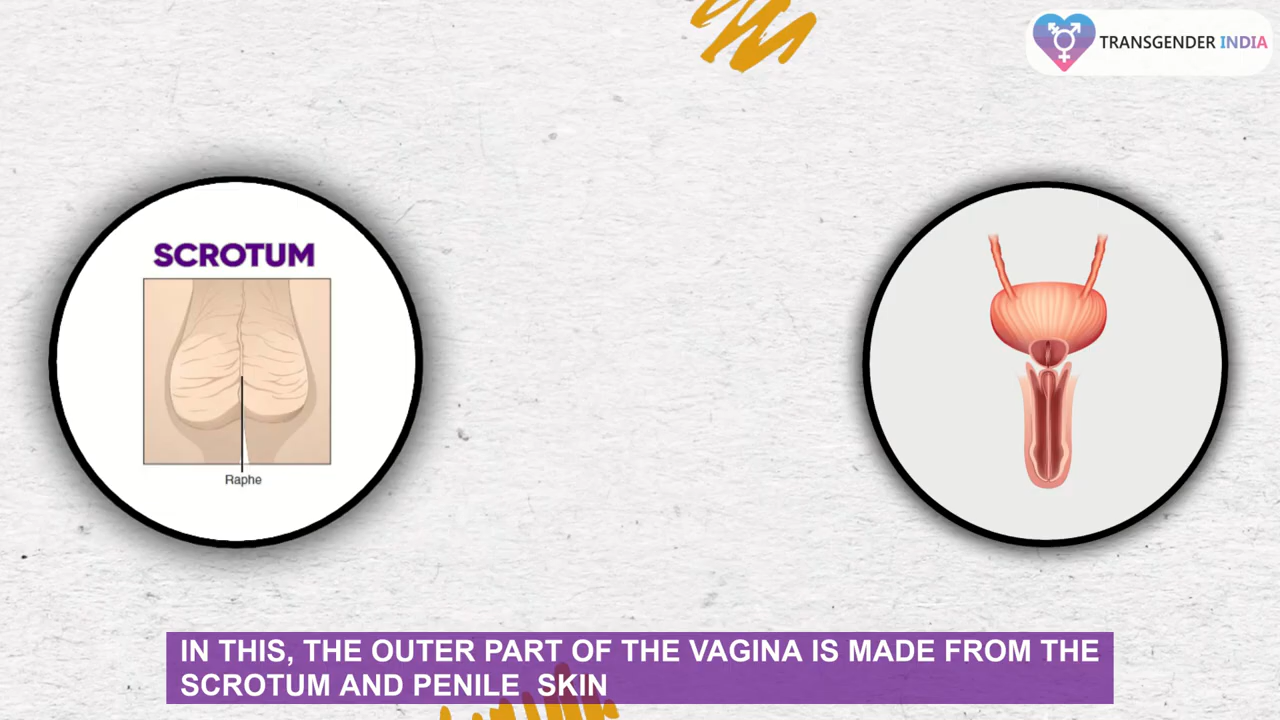 TRANSGENDER INDIA
SCROTUM
Raphe
IN THIS, THE OUTER PART OF THE VAGINA IS MADE FROM THE
SCROTUM AND PENILE SKIN